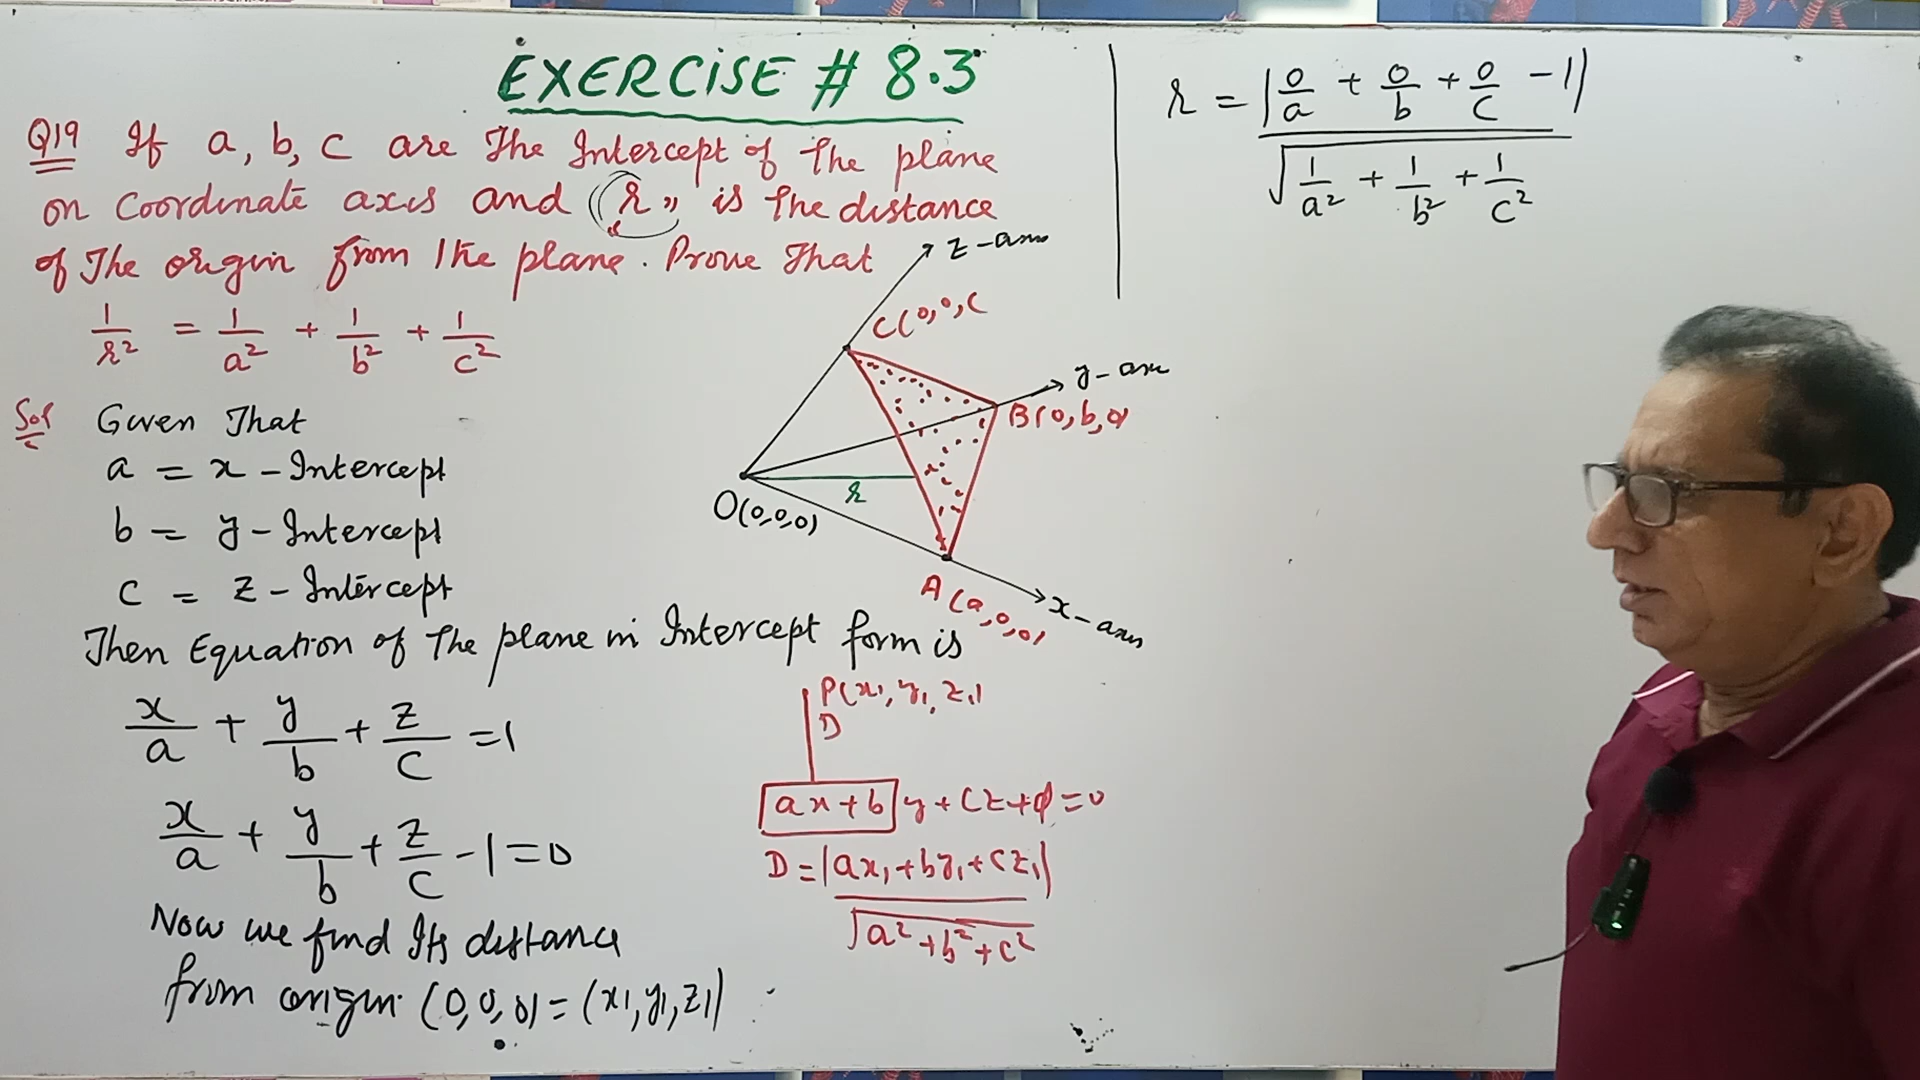 EXERCISE # 8.3
Q19 If a, b, c are The Intercept of The plane
on Coordinate axis and "r" is The distance
of The origin from The plane. Prove That
1/r² = 1/a² + 1/b² + 1/c²
Sol Given That
a = x - Intercept
b = y - Intercept
c = z - Intercept
Then Equation of The plane in Intercept form is
x/a + y/b + z/c = 1
x/a + y/b + z/c - 1 = 0
Now we find Its distance
from origin (0,0,0) = (x1, y1, z1)
z-axis
C(0,0,C
y-axis
B(0,b,0)
r
O(0,0,0)
A(a,0,0)
x-axis
P(x1, y1, z1)
D
ax+by+cz+d=0
D = |ax1+by1+cz1| / √a²+b²+c²
r = |0/a + 0/b + 0/c - 1| / √1/a² + 1/b² + 1/c²